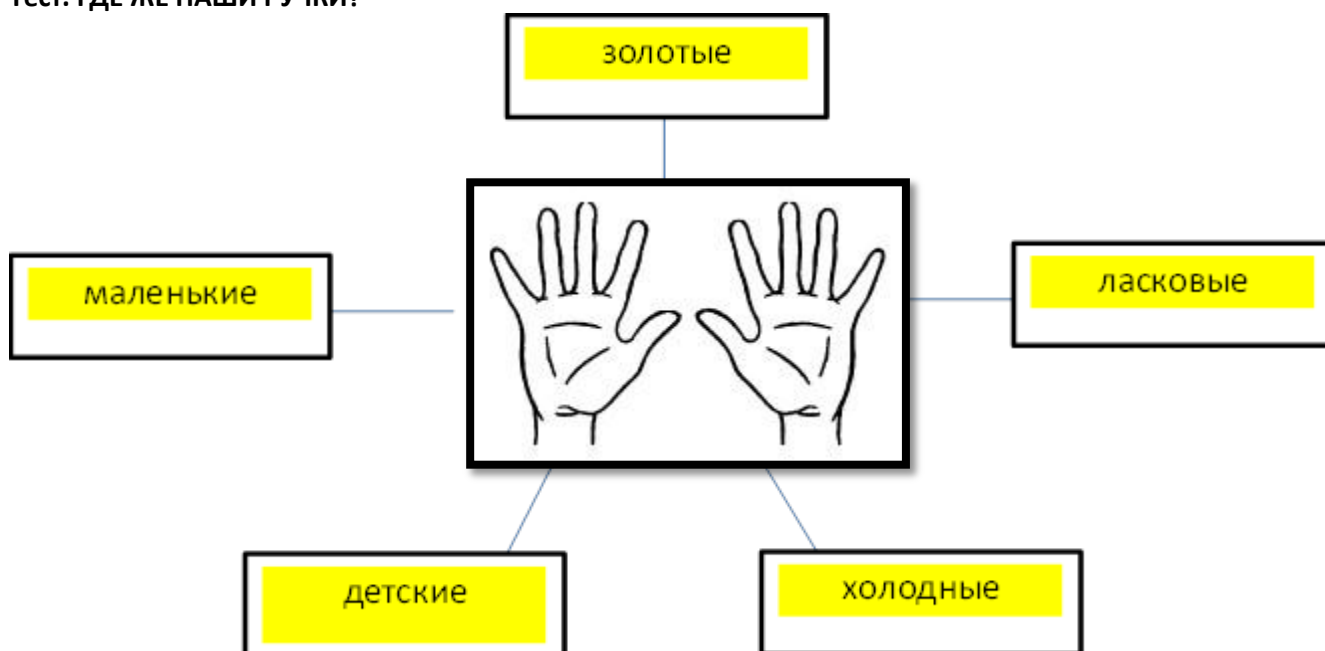 золотые
маленькие
ласковые
детские
холодные